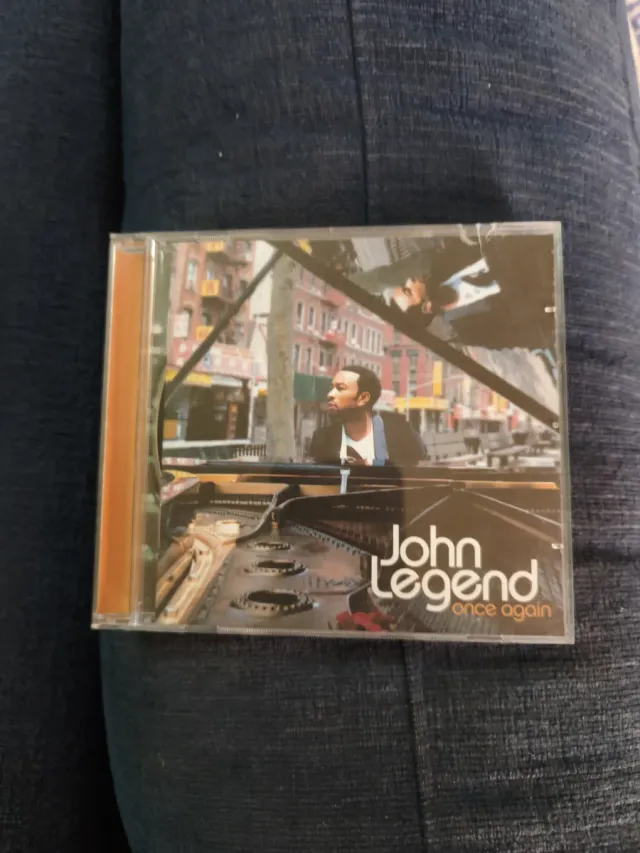 John
Legend
once again